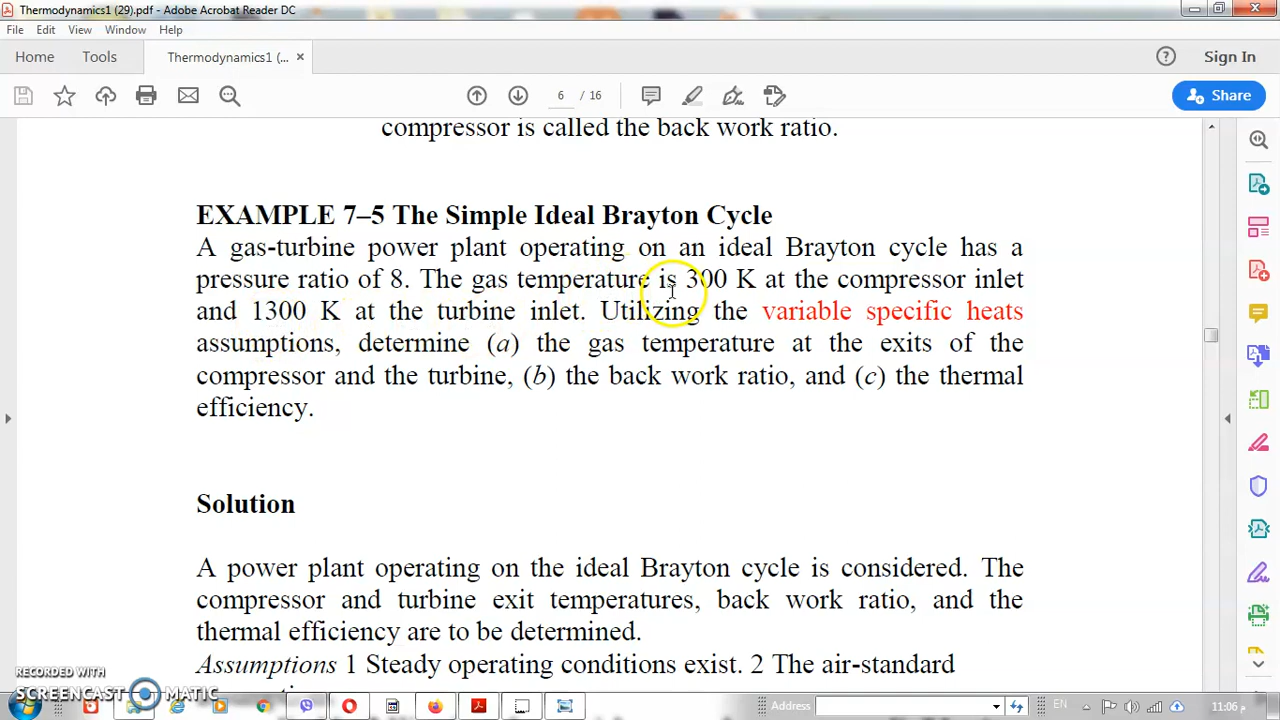 Thermodynamics1 (29).pdf - Adobe Acrobat Reader DC
File Edit View Window Help
Home Tools Thermodynamics1 (... ×
Sign In
6 / 16
Share
compressor is called the back work ratio.
EXAMPLE 7–5 The Simple Ideal Brayton Cycle
A gas-turbine power plant operating on an ideal Brayton cycle has a
pressure ratio of 8. The gas temperature is 300 K at the compressor inlet
and 1300 K at the turbine inlet. Utilizing the variable specific heats
assumptions, determine (a) the gas temperature at the exits of the
compressor and the turbine, (b) the back work ratio, and (c) the thermal
efficiency.
Solution
A power plant operating on the ideal Brayton cycle is considered. The
compressor and turbine exit temperatures, back work ratio, and the
thermal efficiency are to be determined.
Assumptions 1 Steady operating conditions exist. 2 The air-standard
RECORDED WITH
SCREENCAST MATIC
Address
EN
11:06 م